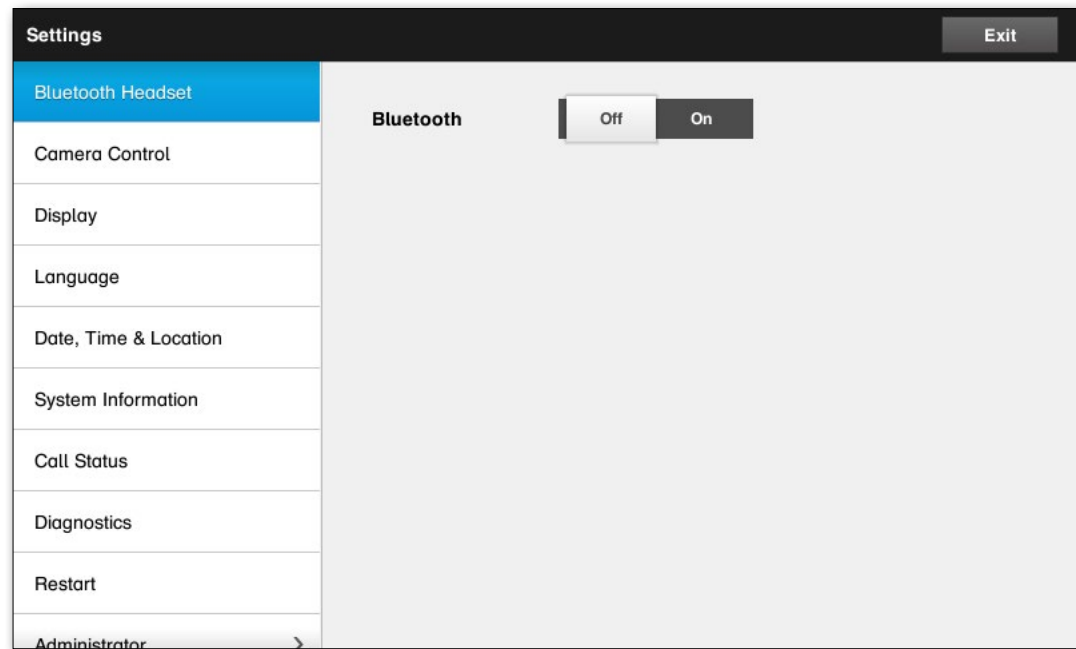 Settings
Exit
Bluetooth Headset
Bluetooth
Off
On
Camera Control
Display
Language
Date, Time & Location
System Information
Call Status
Diagnostics
Restart
Administrator